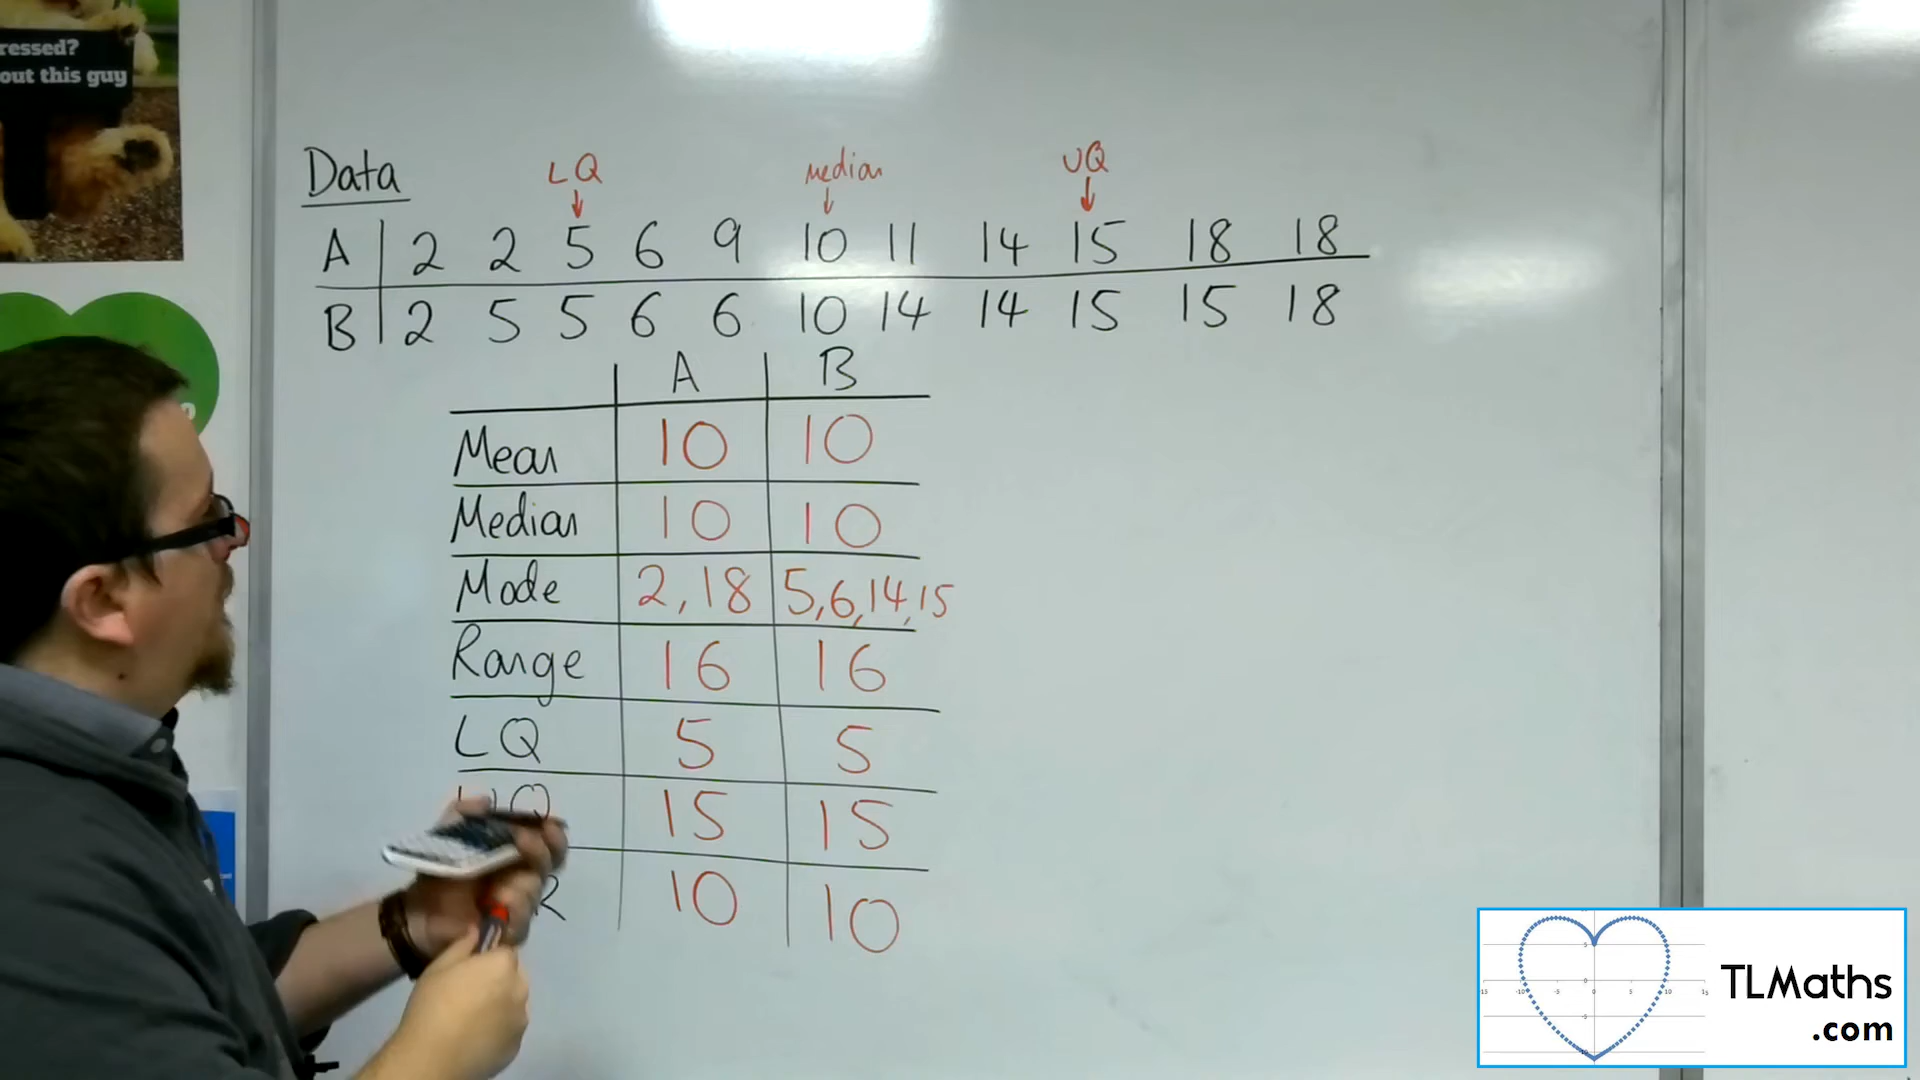 ressed?
out this guy
Data
LQ Median UQ
A 2 2 5 6 9 10 11 14 15 18 18
B 2 5 5 6 6 10 14 14 15 15 18
A B
Mean 10 10
Median 10 10
Mode 2,18 5,6,14,15
Range 16 16
LQ 5 5
UQ 15 15
R 10 10
TLMaths
.com